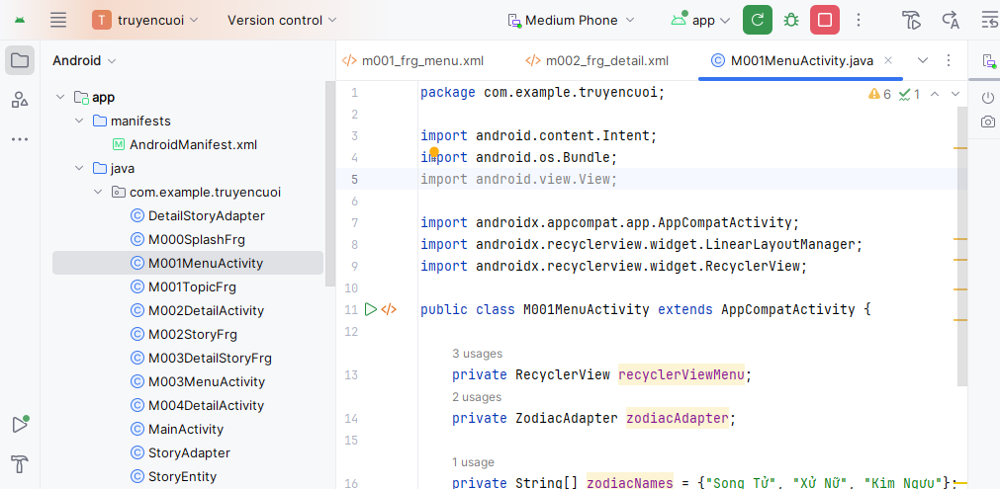 T truyencuoi Version control Medium Phone app
Android
m001_frg_menu.xml m002_frg_detail.xml M001MenuActivity.java
app
manifests
M AndroidManifest.xml
java
com.example.truyencuoi
C DetailStoryAdapter
C M000SplashFrg
C M001MenuActivity
C M001TopicFrg
C M002DetailActivity
C M002StoryFrg
C M003DetailStoryFrg
C M003MenuActivity
C M004DetailActivity
C MainActivity
C StoryAdapter
C StoryEntity
6 1
1 package com.example.truyencuoi;
2
3 import android.content.Intent;
4 import android.os.Bundle;
5 import android.view.View;
6
7 import androidx.appcompat.app.AppCompatActivity;
8 import androidx.recyclerview.widget.LinearLayoutManager;
9 import androidx.recyclerview.widget.RecyclerView;
10
11 public class M001MenuActivity extends AppCompatActivity {
12
3 usages
13 private RecyclerView recyclerViewMenu;
2 usages
14 private ZodiacAdapter zodiacAdapter;
15
1 usage
16 private String[] zodiacNames = {"Song Tử", "Xử Nữ", "Kim Ngưu"};